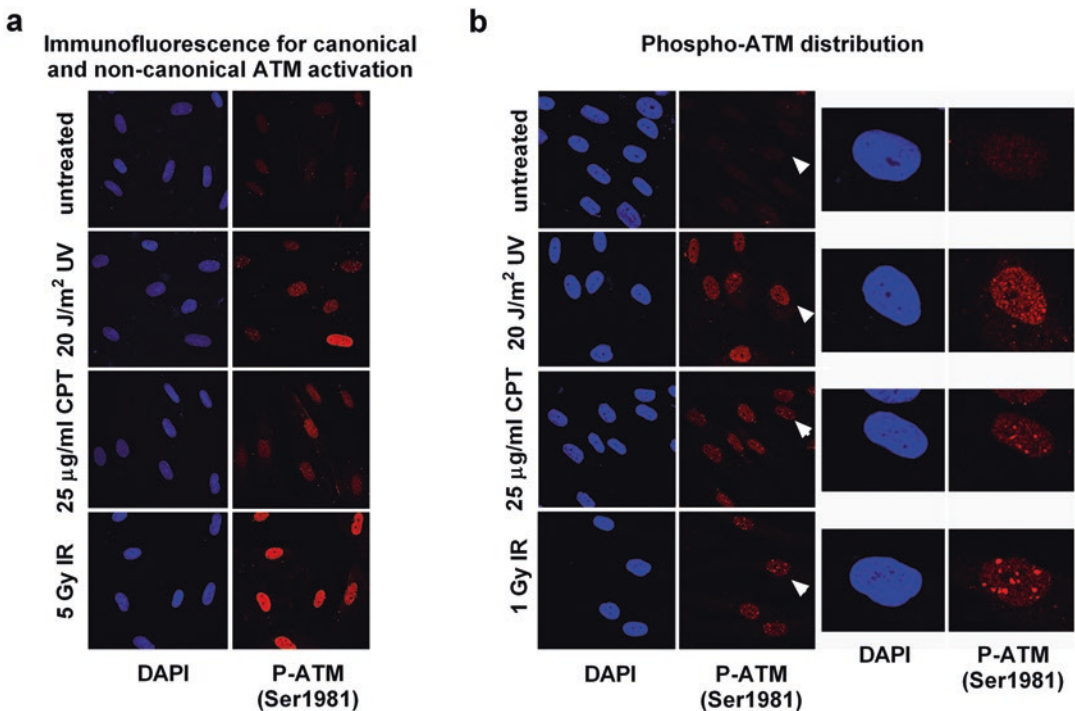 a
Immunofluorescence for canonical
and non-canonical ATM activation
untreated
20 J/m² UV
25 µg/ml CPT
5 Gy IR
DAPI
P-ATM
(Ser1981)
b
Phospho-ATM distribution
untreated
20 J/m² UV
25 µg/ml CPT
1 Gy IR
DAPI
P-ATM
(Ser1981)
DAPI
P-ATM
(Ser1981)